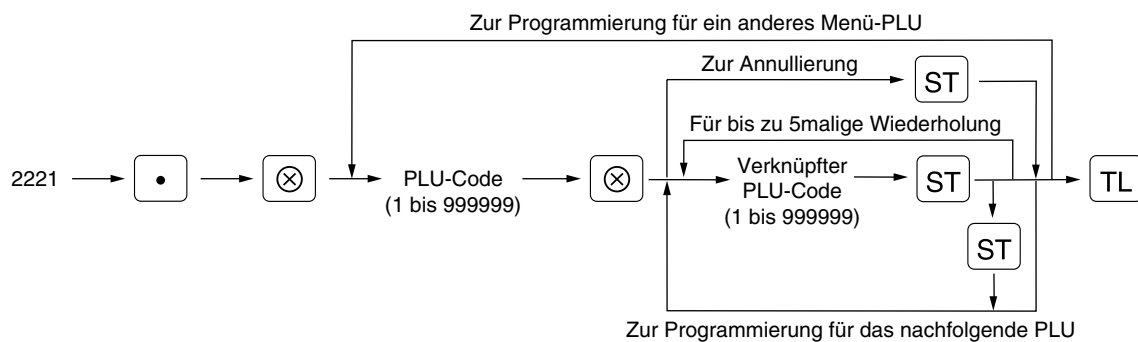 Zur Programmierung für ein anderes Menü-PLU
Zur Annullierung
ST
Für bis zu 5malige Wiederholung
2221
•
⊗
PLU-Code
(1 bis 999999)
⊗
Verknüpfter
PLU-Code
(1 bis 999999)
ST
TL
ST
Zur Programmierung für das nachfolgende PLU